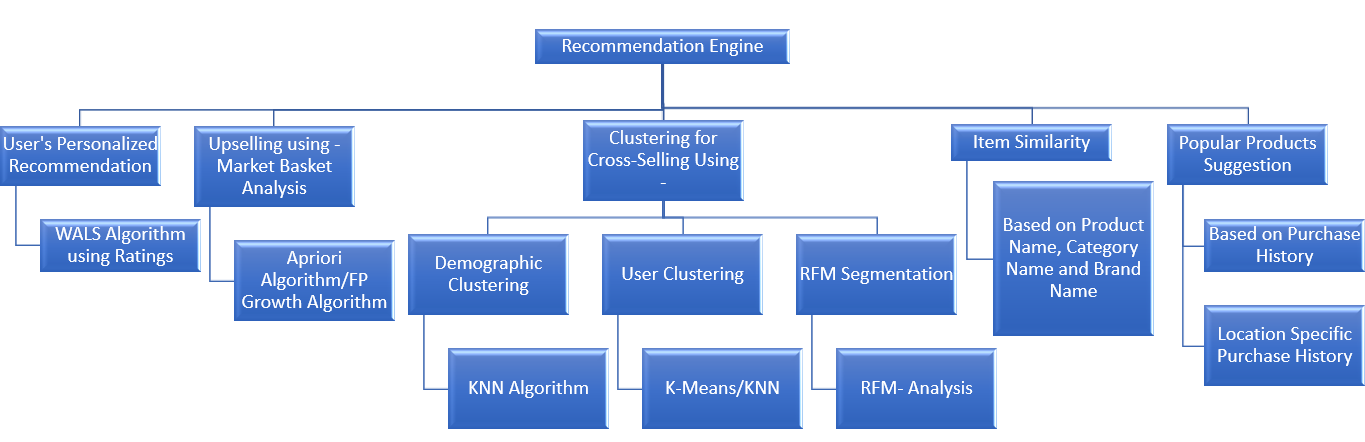 Recommendation Engine
User's Personalized
Recommendation
WALS Algorithm
using Ratings
Upselling using -
Market Basket
Analysis
Apriori
Algorithm/FP
Growth Algorithm
Clustering for
Cross-Selling Using
-
Demographic
Clustering
KNN Algorithm
User Clustering
K-Means/KNN
RFM Segmentation
RFM- Analysis
Item Similarity
Based on Product
Name, Category
Name and Brand
Name
Popular Products
Suggestion
Based on Purchase
History
Location Specific
Purchase History